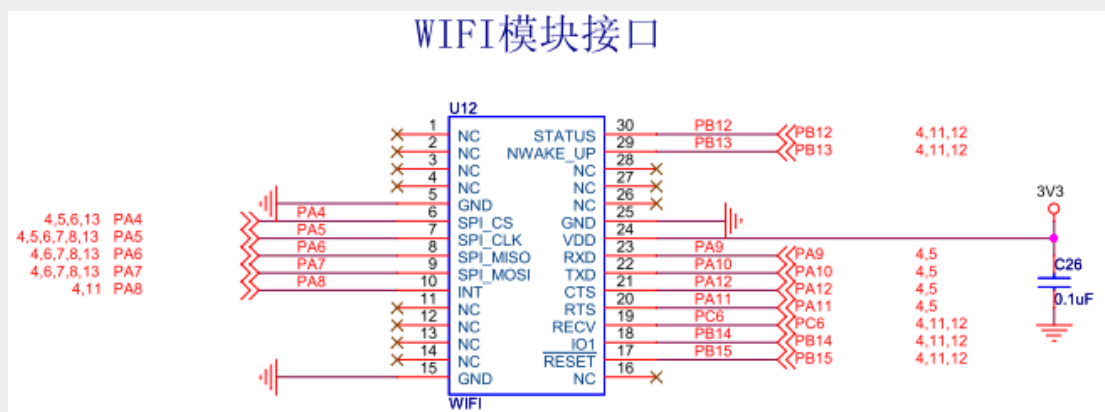 WIFI模块接口
U12
1 NC STATUS 30 PB12 PB12 4,11,12
2 NC NWAKE_UP 29 PB13 PB13 4,11,12
3 NC NC 28
4 NC NC 27
5 GND NC 26
4,5,6,13 PA4 PA4 6 SPI_CS GND 25
4,5,6,7,8,13 PA5 PA5 7 SPI_CLK VDD 24 3V3
4,6,7,8,13 PA6 PA6 8 SPI_MISO RXD 23 PA9 PA9 4,5
4,6,7,8,13 PA7 PA7 9 SPI_MOSI TXD 22 PA10 PA10 4,5 C26
4,11 PA8 PA8 10 INT CTS 21 PA12 PA12 4,5
11 NC RTS 20 PA11 PA11 4,5 0.1uF
12 NC RECV 19 PC6 PC6 4,11,12
13 NC IO1 18 PB14 PB14 4,11,12
14 NC RESET 17 PB15 PB15 4,11,12
15 GND NC 16
WIFI